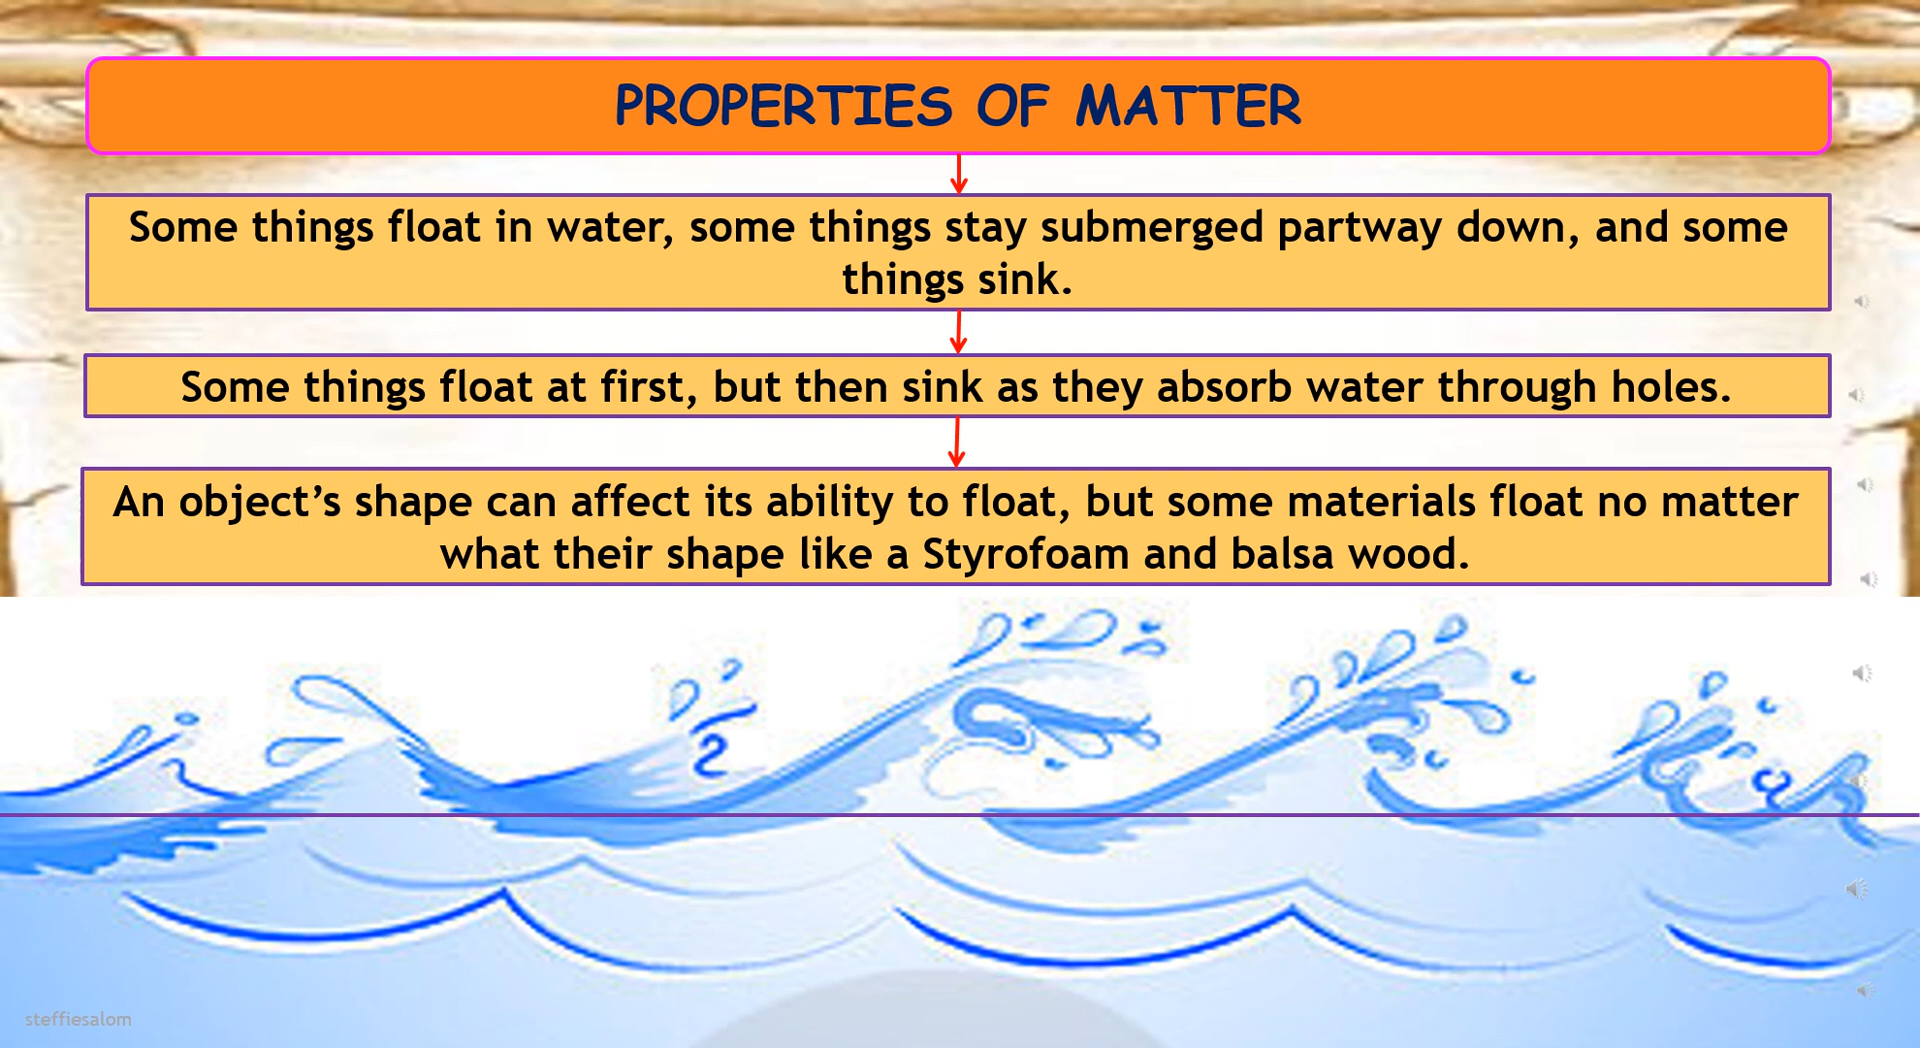 PROPERTIES OF MATTER
Some things float in water, some things stay submerged partway down, and some
things sink.
Some things float at first, but then sink as they absorb water through holes.
An object’s shape can affect its ability to float, but some materials float no matter
what their shape like a Styrofoam and balsa wood.
steffiesalom